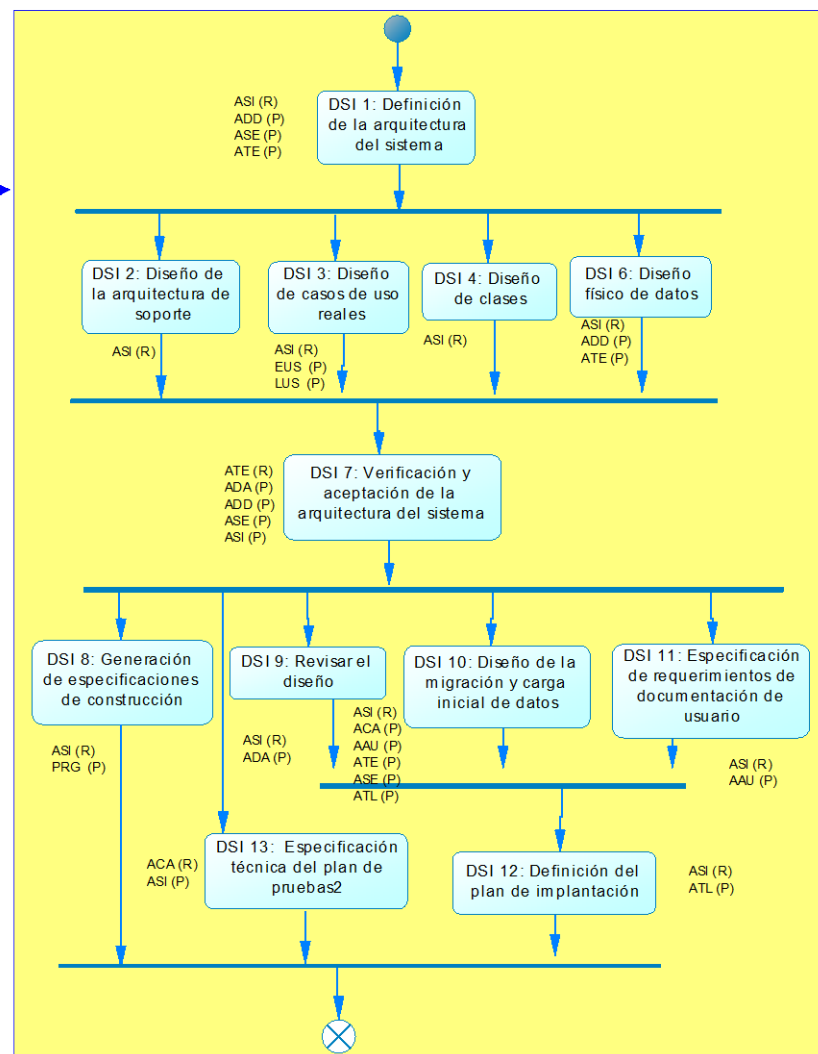 ASI (R)
ADD (P)
ASE (P)
ATE (P)
DSI 1: Definición
de la arquitectura
del sistema
DSI 2: Diseño de
la arquitectura de
soporte
DSI 3: Diseño
de casos de uso
reales
DSI 4: Diseño
de clases
DSI 6: Diseño
físico de datos
ASI (R)
ASI (R)
EUS (P)
LUS (P)
ASI (R)
ASI (R)
ADD (P)
ATE (P)
ATE (R)
ADA (P)
ADD (P)
ASE (P)
ASI (P)
DSI 7: Verificación y
aceptación de la
arquitectura del sistema
DSI 8: Generación
de especificaciones
de construcción
DSI 9: Revisar el
diseño
DSI 10: Diseño de la
migración y carga
inicial de datos
DSI 11: Especificación
de requerimientos de
documentación de
usuario
ASI (R)
PRG (P)
ASI (R)
ADA (P)
ASI (R)
ACA (P)
AAU (P)
ATE (P)
ASE (P)
ATL (P)
ASI (R)
AAU (P)
ACA (R)
ASI (P)
DSI 13: Especificación
técnica del plan de
pruebas2
DSI 12: Definición del
plan de implantación
ASI (R)
ATL (P)